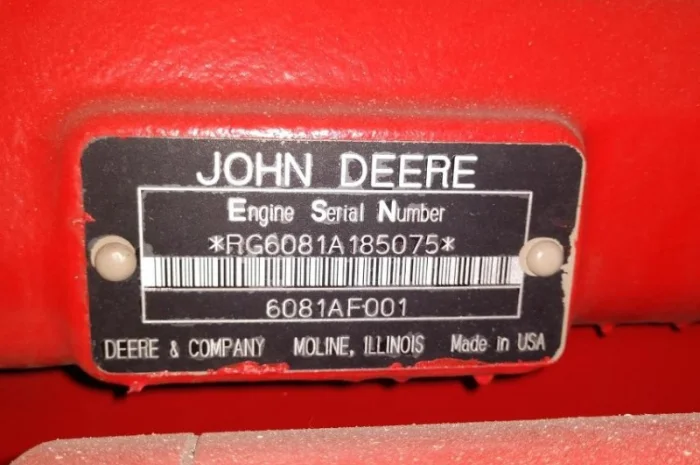 JOHN DEERE
Engine Serial Number
*RG6081A185075*
6081AF001
DEERE & COMPANY MOLINE, ILLINOIS Made in USA